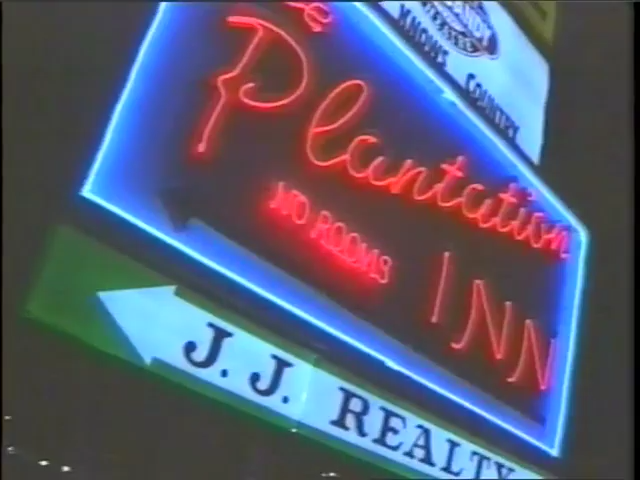 KNOWS COUNTRY
Plantation
NO ROOMS
INN
J.J. REALTY